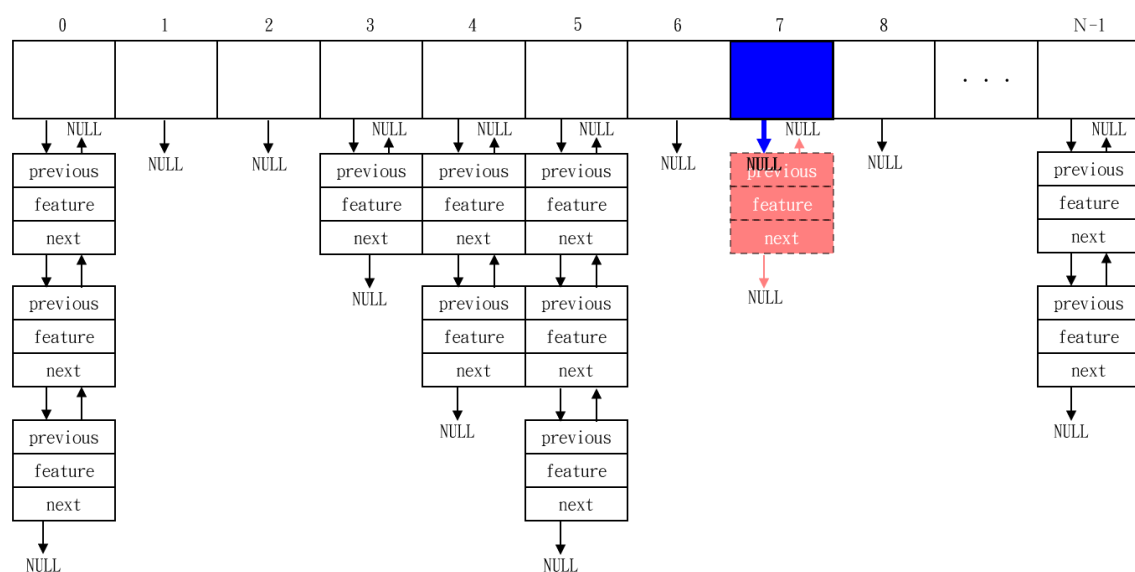 0 1 2 3 4 5 6 7 8 N-1
. . .
NULL NULL NULL NULL NULL NULL
NULL NULL NULL NULL NULL
previous previous previous previous previous previous
feature feature feature feature feature feature
next next next next next next
NULL NULL
previous previous previous previous
feature feature feature feature
next next next next
NULL NULL
previous previous
feature feature
next next
NULL NULL